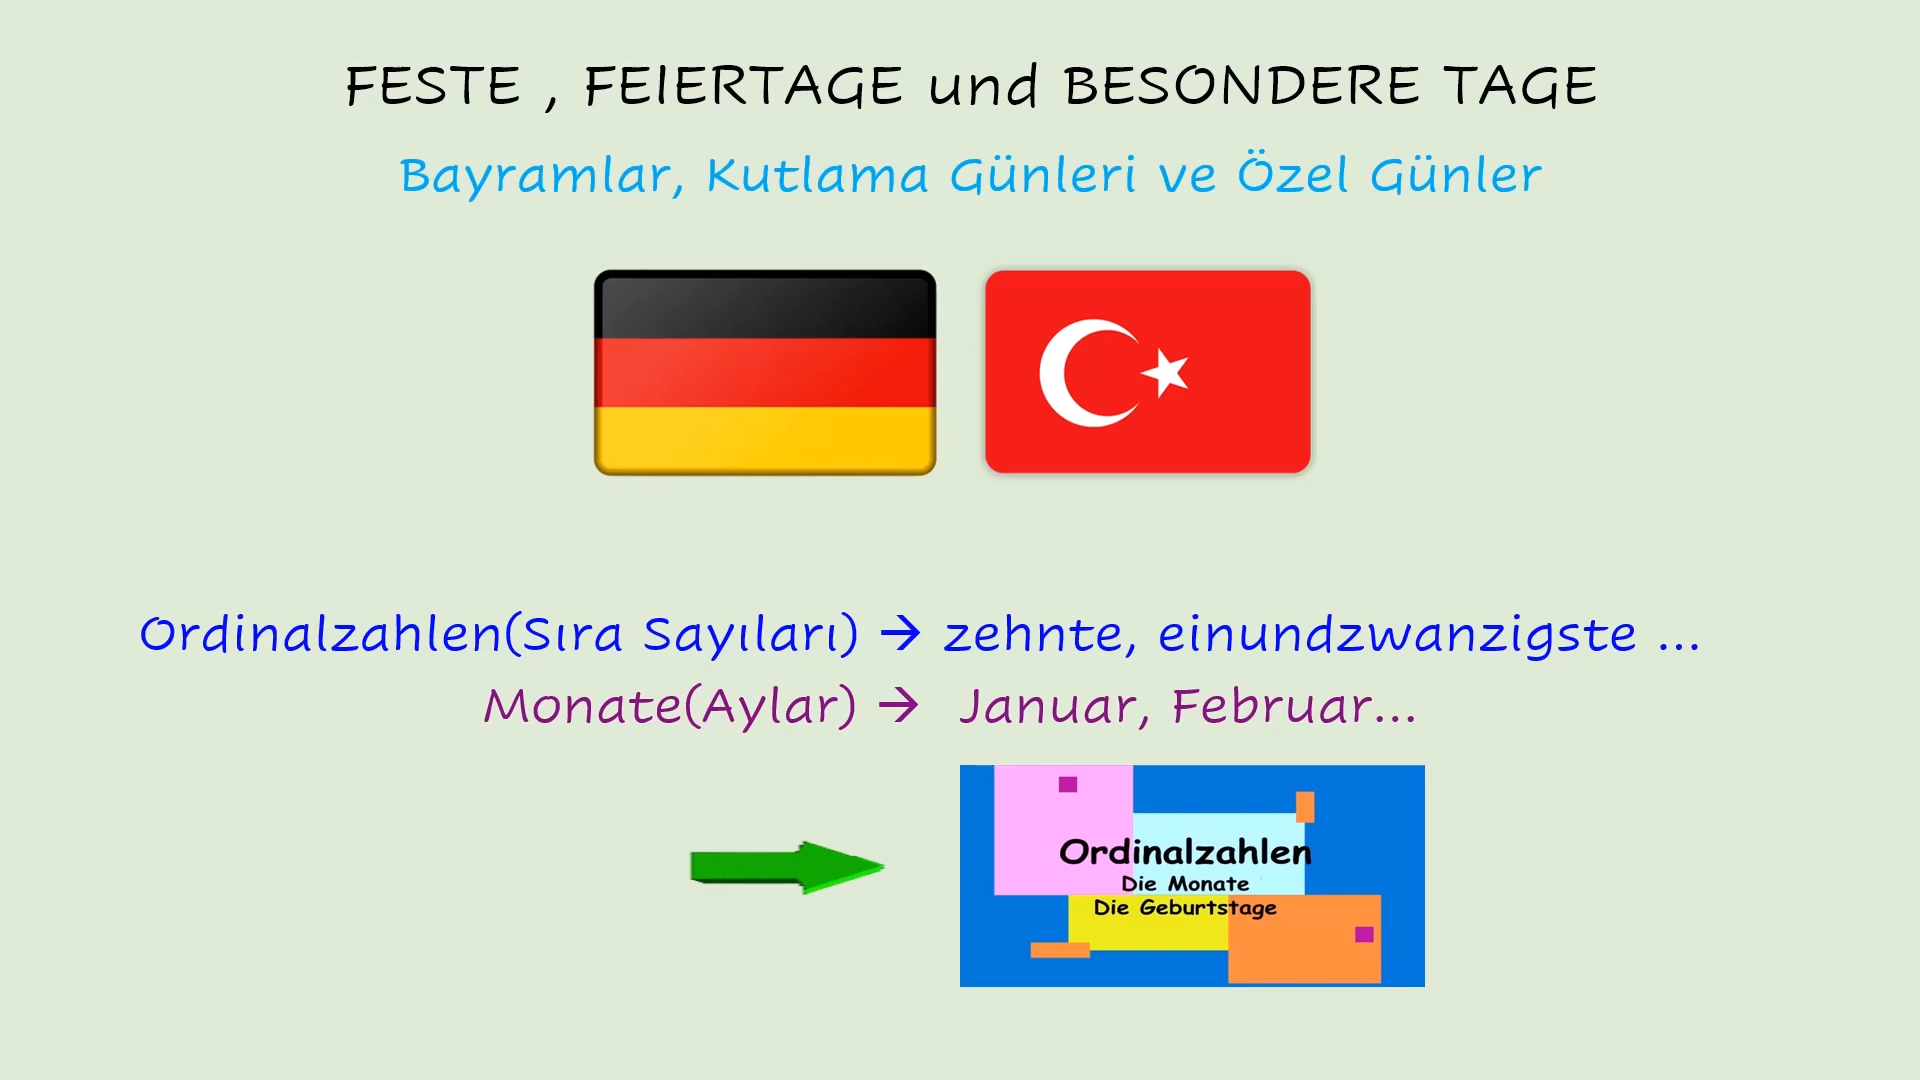 FESTE , FEIERTAGE und BESONDERE TAGE
Bayramlar, Kutlama Günleri ve Özel Günler
Ordinalzahlen(Sıra Sayıları) → zehnte, einundzwanzigste ...
Monate(Aylar) → Januar, Februar...
Ordinalzahlen
Die Monate
Die Geburtstage